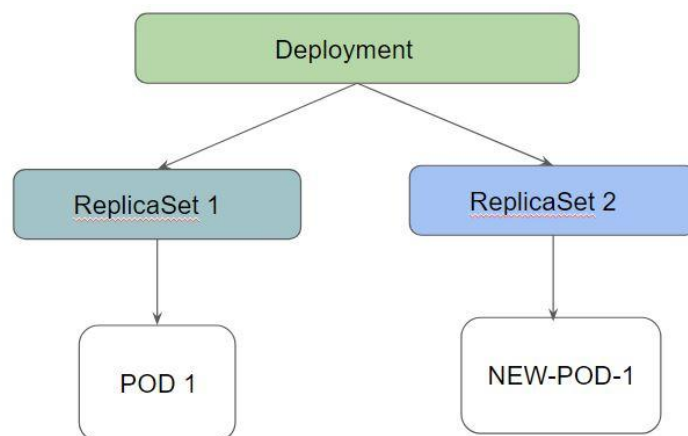 Deployment
ReplicaSet 1
ReplicaSet 2
POD 1
NEW-POD-1